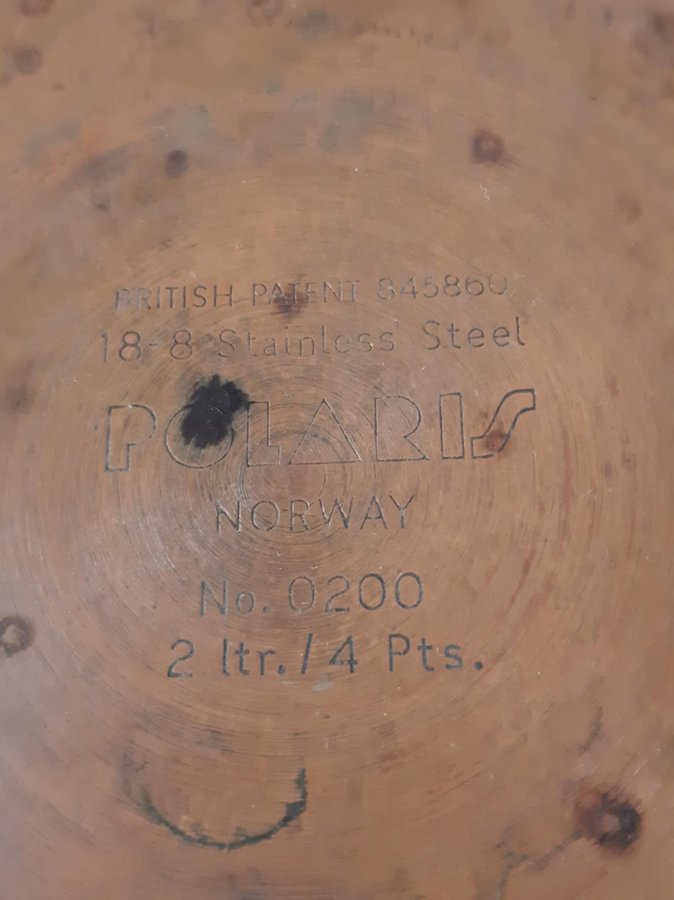 BRITISH PATENT 845860
18-8 Stainless Steel
POLARIS
NORWAY
No. 0200
2 ltr. / 4 Pts.